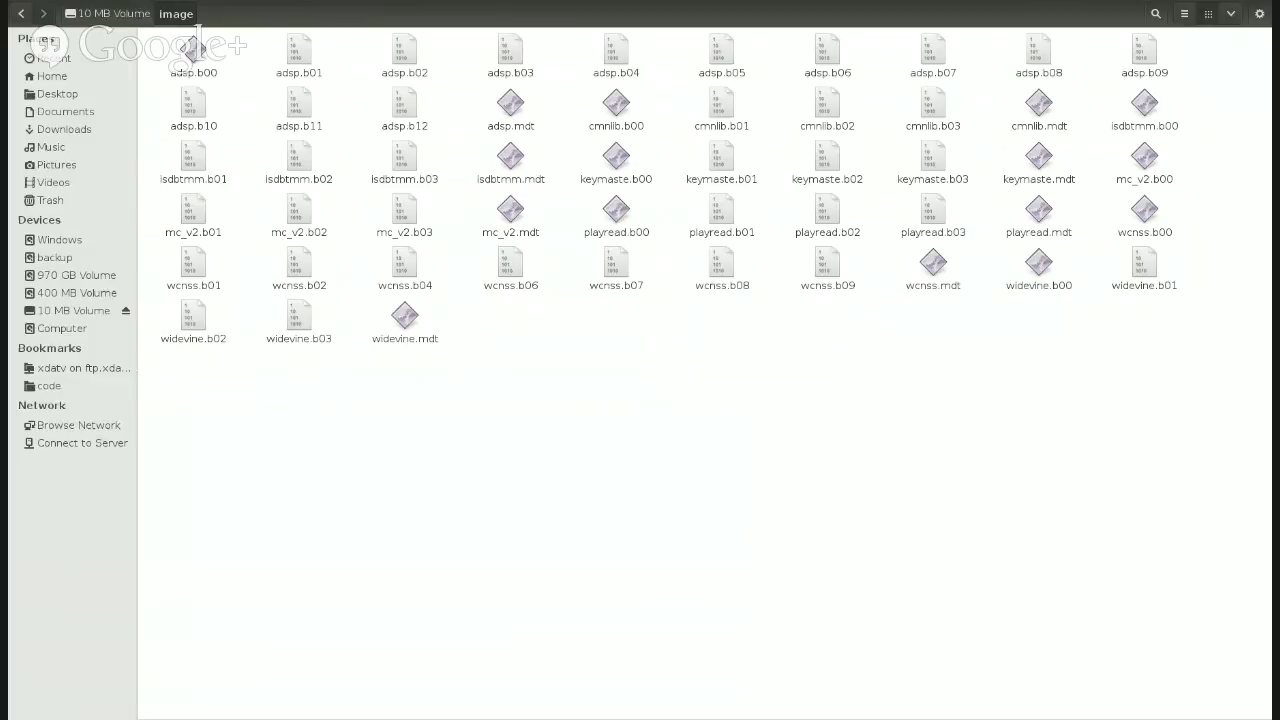 10 MB Volume image
Places
Google+
Recent
Home
Desktop
Documents
Downloads
Music
Pictures
Videos
Trash
Devices
Windows
backup
970 GB Volume
400 MB Volume
10 MB Volume
Computer
Bookmarks
xdatv on ftp.xda...
code
Network
Browse Network
Connect to Server
adsp.b00 adsp.b01 adsp.b02 adsp.b03 adsp.b04 adsp.b05 adsp.b06 adsp.b07 adsp.b08 adsp.b09
adsp.b10 adsp.b11 adsp.b12 adsp.mdt cmnlib.b00 cmnlib.b01 cmnlib.b02 cmnlib.b03 cmnlib.mdt isdbtmm.b00
isdbtmm.b01 isdbtmm.b02 isdbtmm.b03 isdbtmm.mdt keymaste.b00 keymaste.b01 keymaste.b02 keymaste.b03 keymaste.mdt mc_v2.b00
mc_v2.b01 mc_v2.b02 mc_v2.b03 mc_v2.mdt playread.b00 playread.b01 playread.b02 playread.b03 playread.mdt wcnss.b00
wcnss.b01 wcnss.b02 wcnss.b04 wcnss.b06 wcnss.b07 wcnss.b08 wcnss.b09 wcnss.mdt widevine.b00 widevine.b01
widevine.b02 widevine.b03 widevine.mdt